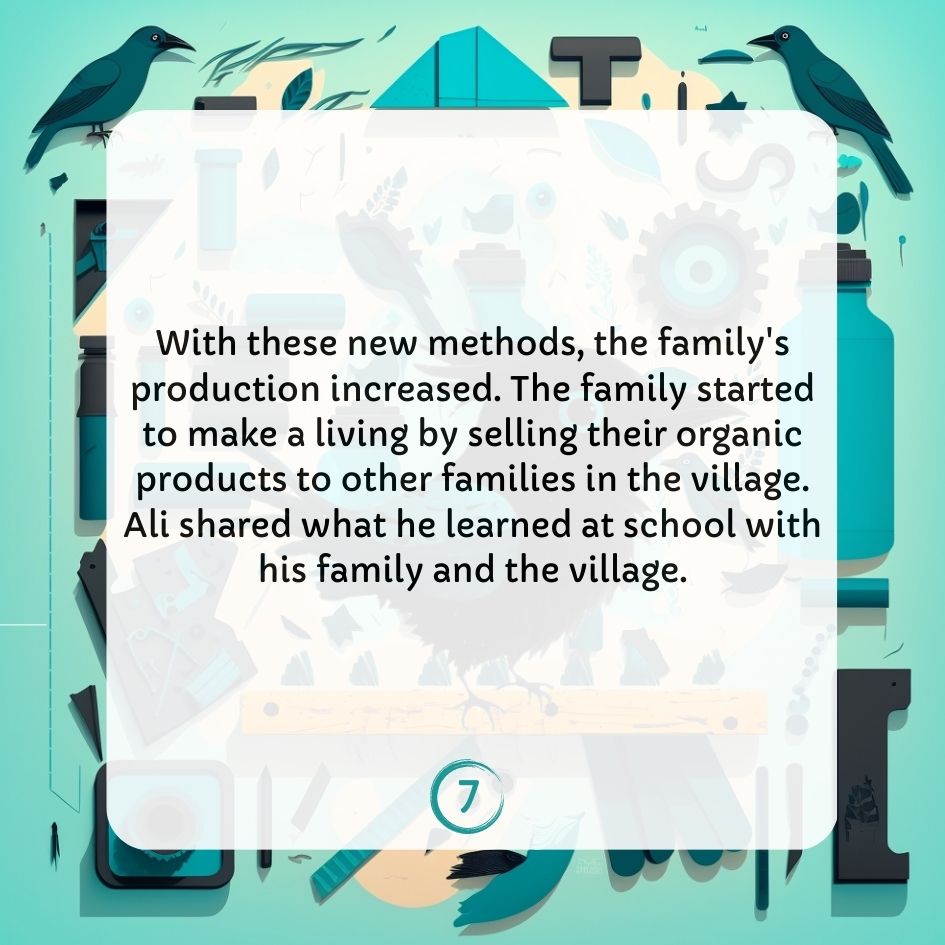 With these new methods, the family's
production increased. The family started
to make a living by selling their organic
products to other families in the village.
Ali shared what he learned at school with
his family and the village.
7